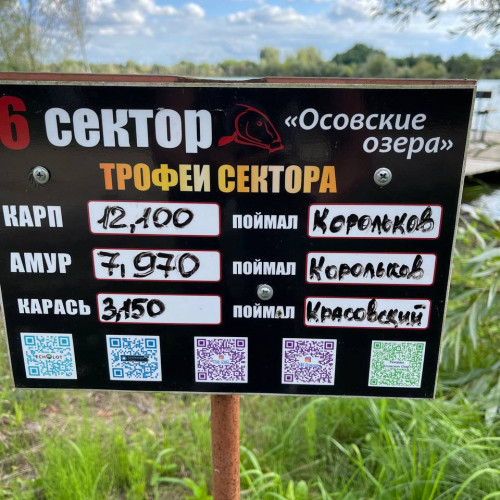 6 сектор
«Осовские
озера»
ТРОФЕИ СЕКТОРА
КАРП 12,100 ПОЙМАЛ Корольков
АМУР 7,970 ПОЙМАЛ Корольков
КАРАСЬ 3,150 ПОЙМАЛ Красовский